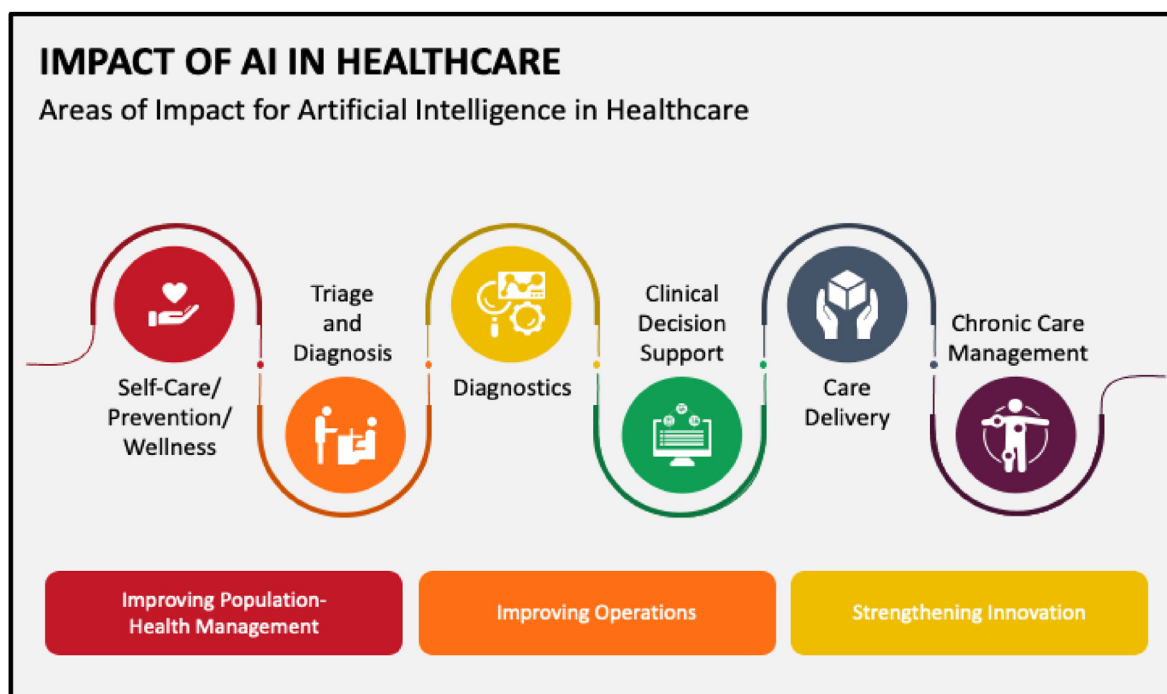 IMPACT OF AI IN HEALTHCARE
Areas of Impact for Artificial Intelligence in Healthcare
Self-Care/
Prevention/
Wellness
Triage
and
Diagnosis
Diagnostics
Clinical
Decision
Support
Care
Delivery
Chronic Care
Management
Improving Population-
Health Management
Improving Operations
Strengthening Innovation